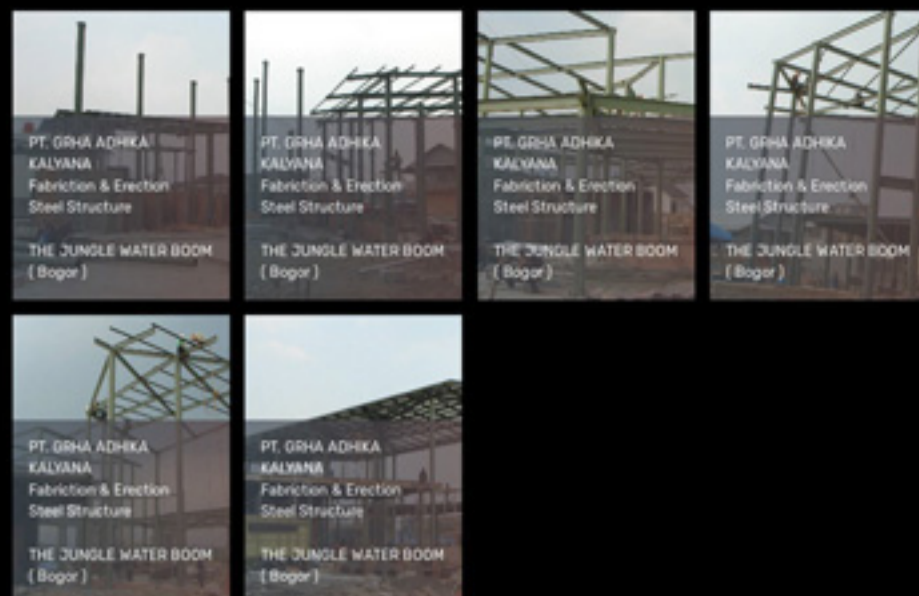 PT. GRHA ADHIKA
KALYANA
Fabriction & Erection
Steel Structure
THE JUNGLE WATER BOOM
( Bogor )
PT. GRHA ADHIKA
KALYANA
Fabriction & Erection
Steel Structure
THE JUNGLE WATER BOOM
( Bogor )
PT. GRHA ADHIKA
KALYANA
Fabriction & Erection
Steel Structure
THE JUNGLE WATER BOOM
( Bogor )
PT. GRHA ADHIKA
KALYANA
Fabriction & Erection
Steel Structure
THE JUNGLE WATER BOOM
( Bogor )
PT. GRHA ADHIKA
KALYANA
Fabriction & Erection
Steel Structure
THE JUNGLE WATER BOOM
( Bogor )
PT. GRHA ADHIKA
KALYANA
Fabriction & Erection
Steel Structure
THE JUNGLE WATER BOOM
( Bogor )